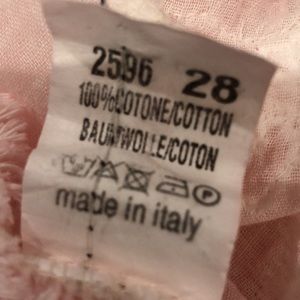 2596 28
100%COTONE/COTTON
BAUMWOLLE/COTON
P
made in italy